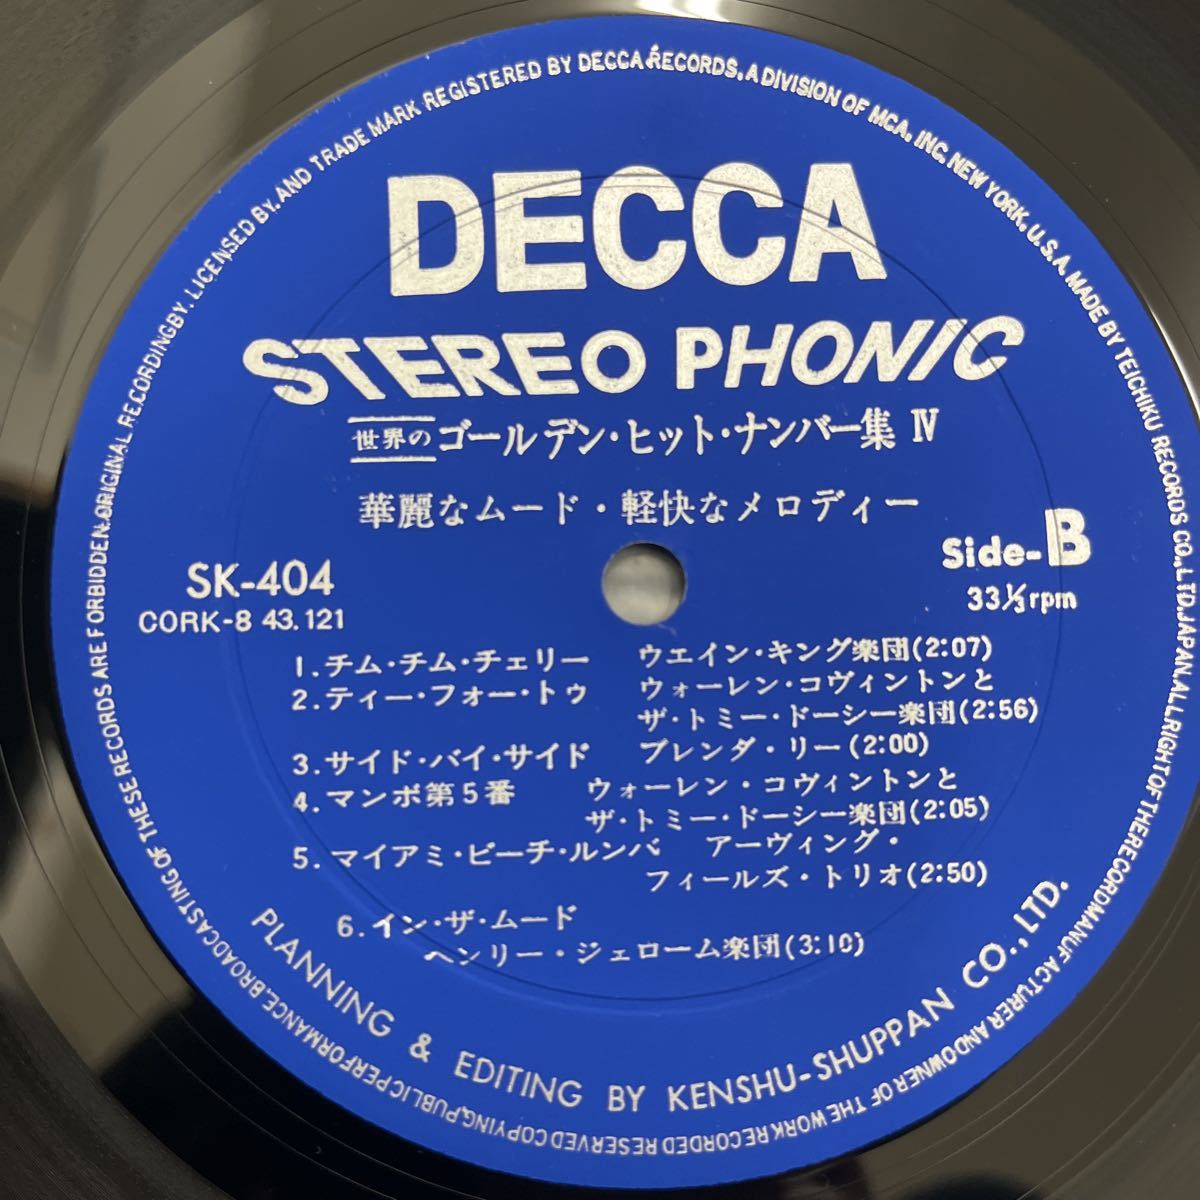 DECCA
STEREO PHONIC
世界の ゴールデン・ヒット・ナンバー集 Ⅳ
華麗なムード・軽快なメロディー
SK-404
CORK-8 43.121
Side-B
33⅓rpm
1.チム・チム・チェリー ウエイン・キング楽団(2:07)
2.ティー・フォー・トゥ ウォーレン・コヴィントンと
ザ・トミー・ドーシー楽団(2:56)
3.サイド・バイ・サイド ブレンダ・リー(2:00)
4.マンボ第5番 ウォーレン・コヴィントンと
ザ・トミー・ドーシー楽団(2:05)
5.マイアミ・ビーチ・ルンバ アーヴィング・
フィールズ・トリオ(2:50)
6.イン・ザ・ムード
ヘンリー・ジェローム楽団(3:10)
PLANNING & EDITING BY KENSHU-SHUPPAN CO.,LTD.
ORIGINAL RECORDING BY. LICENSED BY. AND TRADE MARK REGISTERED BY DECCA RECORDS. A DIVISION OF MCA. INC. NEW YORK. U.S.A. MADE BY TEICHIKU RECORDS CO.,LTD.JAPAN.ALL RIGHT OF THE RECORD MANUFACTURER AND OWNER OF THE WORK RECORDED RESERVED COPYING,PUBLIC PERFORMANCE,BROADCASTING OF THESE RECORDS ARE FORBIDDEN.